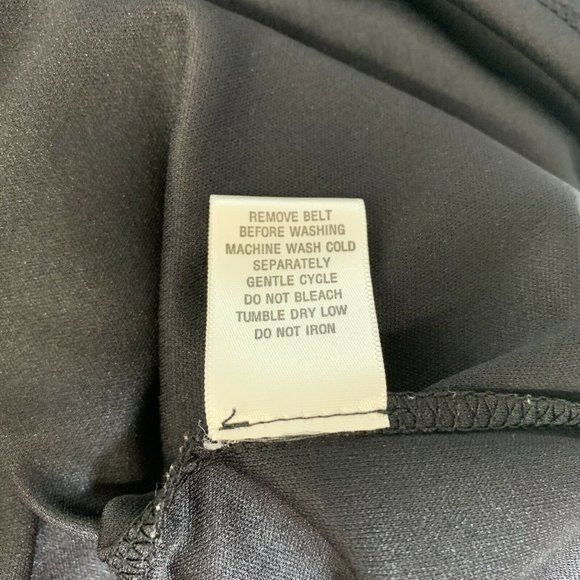 REMOVE BELT
BEFORE WASHING
MACHINE WASH COLD
SEPARATELY
GENTLE CYCLE
DO NOT BLEACH
TUMBLE DRY LOW
DO NOT IRON